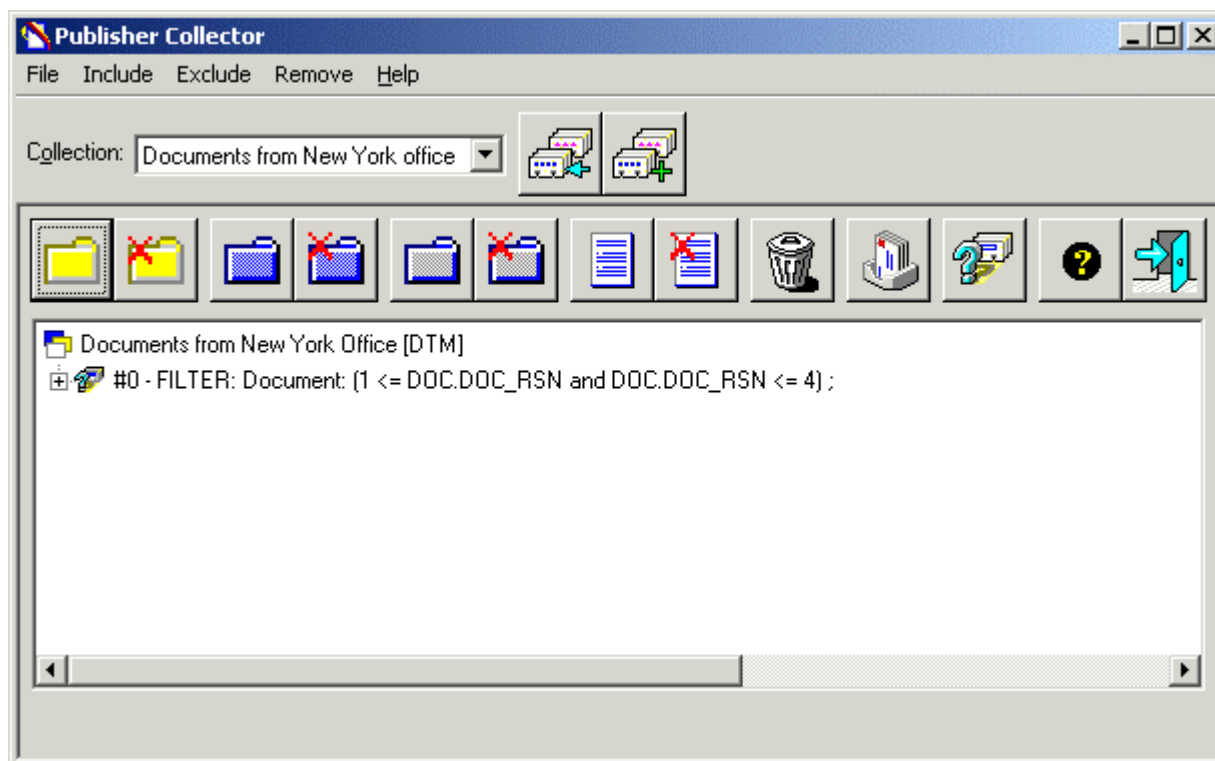 Publisher Collector
File Include Exclude Remove Help
Collection: Documents from New York office
Documents from New York Office [DTM]
#0 - FILTER: Document: (1 <= DOC.DOC_RSN and DOC.DOC_RSN <= 4) ;